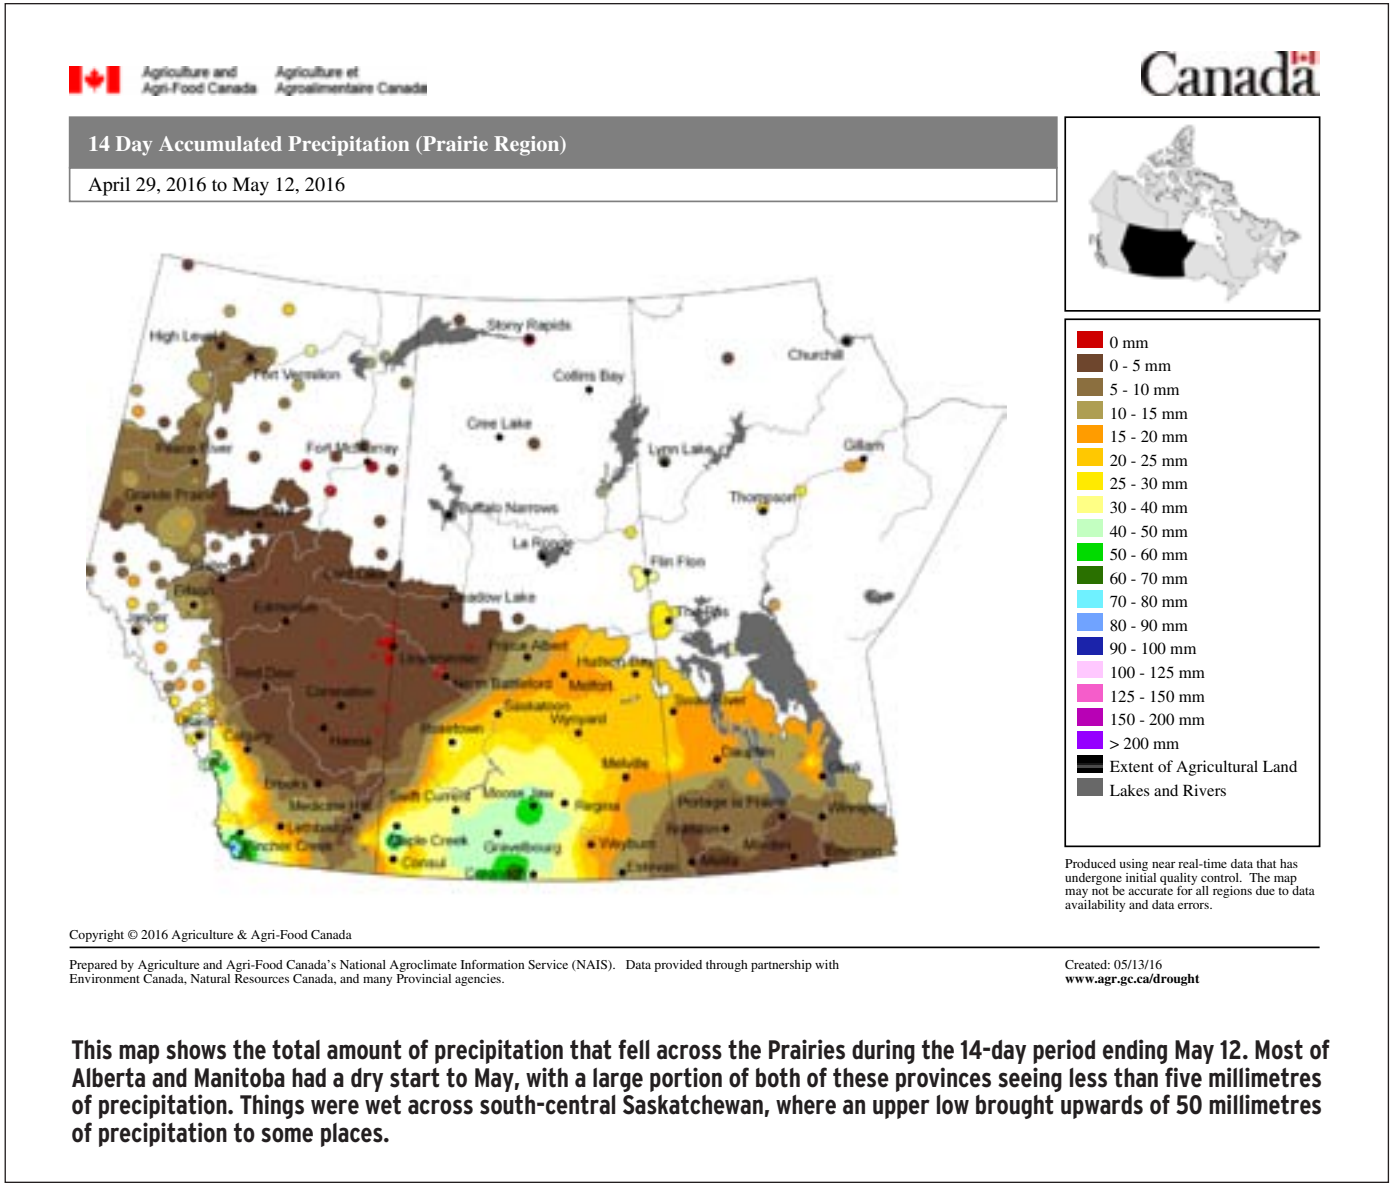 Agriculture and
Agri-Food Canada
Agriculture et
Agroalimentaire Canada
Canada
14 Day Accumulated Precipitation (Prairie Region)
April 29, 2016 to May 12, 2016
High Level
Fort Vermilion
Stony Rapids
Churchill
Collins Bay
Cree Lake
Peace River
Fort McMurray
Lynn Lake
Gillam
Grande Prairie
Buffalo Narrows
Thompson
La Ronge
Flin Flon
Edson
Meadow Lake
Edmonton
The Pas
Jasper
Lloydminster
Prince Albert
Hudson Bay
Red Deer
North Battleford
Melfort
Coronation
Saskatoon
Swan River
Wynyard
Rosetown
Hanna
Calgary
Dauphin
Melville
Gimli
Brooks
Swift Current
Moose Jaw
Medicine Hat
Regina
Portage la Prairie
Winnipeg
Lethbridge
Maple Creek
Pincher Creek
Gravelbourg
Weyburn
Brandon
Morden
Emerson
Consul
Coronach
Estevan
Melita
0 mm
0 - 5 mm
5 - 10 mm
10 - 15 mm
15 - 20 mm
20 - 25 mm
25 - 30 mm
30 - 40 mm
40 - 50 mm
50 - 60 mm
60 - 70 mm
70 - 80 mm
80 - 90 mm
90 - 100 mm
100 - 125 mm
125 - 150 mm
150 - 200 mm
> 200 mm
Extent of Agricultural Land
Lakes and Rivers
Produced using near real-time data that has
undergone initial quality control. The map
may not be accurate for all regions due to data
availability and data errors.
Copyright © 2016 Agriculture & Agri-Food Canada
Prepared by Agriculture and Agri-Food Canada's National Agroclimate Information Service (NAIS). Data provided through partnership with
Environment Canada, Natural Resources Canada, and many Provincial agencies.
Created: 05/13/16
www.agr.gc.ca/drought
This map shows the total amount of precipitation that fell across the Prairies during the 14-day period ending May 12. Most of
Alberta and Manitoba had a dry start to May, with a large portion of both of these provinces seeing less than five millimetres
of precipitation. Things were wet across south-central Saskatchewan, where an upper low brought upwards of 50 millimetres
of precipitation to some places.